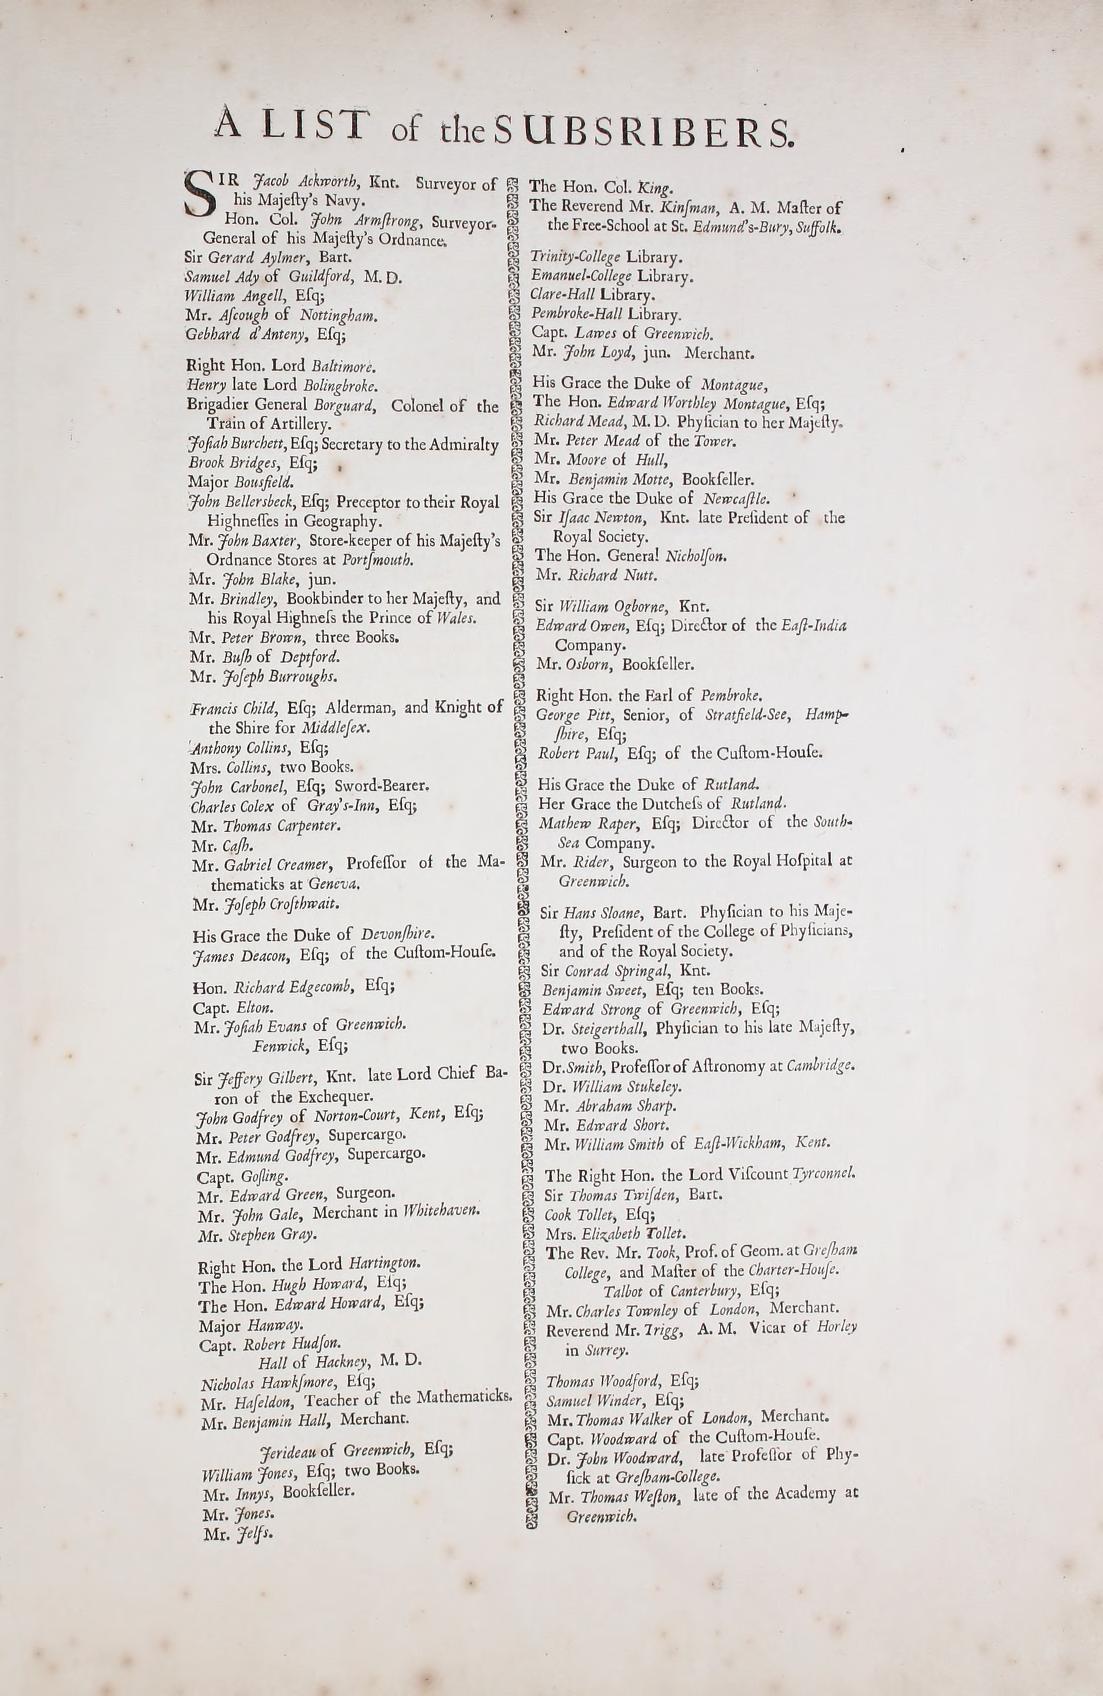 A LIST of the SUBSRIBERS.
SIR Jacob Ackworth, Knt. Surveyor of
his Majeſty's Navy.
Hon. Col. John Armſtrong, Surveyor-
General of his Majeſty's Ordnance.
Sir Gerard Aylmer, Bart.
Samuel Ady of Guildford, M. D.
William Angell, Eſq;
Mr. Aſcough of Nottingham.
Gebhard d'Anteny, Eſq;
Right Hon. Lord Baltimore.
Henry late Lord Bolingbroke.
Brigadier General Borguard, Colonel of the
Train of Artillery.
Joſiah Burchett, Eſq; Secretary to the Admiralty
Brook Bridges, Eſq;
Major Bousfield.
John Bellersbeck, Eſq; Preceptor to their Royal
Highneſſes in Geography.
Mr. John Baxter, Store-keeper of his Majeſty's
Ordnance Stores at Portſmouth.
Mr. John Blake, jun.
Mr. Brindley, Bookbinder to her Majeſty, and
his Royal Highneſs the Prince of Wales.
Mr. Peter Brown, three Books.
Mr. Buſh of Deptford.
Mr. Joſeph Burroughs.
Francis Child, Eſq; Alderman, and Knight of
the Shire for Middleſex.
Anthony Collins, Eſq;
Mrs. Collins, two Books.
John Carbonel, Eſq; Sword-Bearer.
Charles Colex of Gray's-Inn, Eſq;
Mr. Thomas Carpenter.
Mr. Caſh.
Mr. Gabriel Creamer, Profeſſor of the Ma-
thematicks at Geneva.
Mr. Joſeph Croſthwait.
His Grace the Duke of Devonſhire.
James Deacon, Eſq; of the Cuſtom-Houſe.
Hon. Richard Edgecomb, Eſq;
Capt. Elton.
Mr. Joſiah Evans of Greenwich.
Fenwick, Eſq;
Sir Jeffery Gilbert, Knt. late Lord Chief Ba-
ron of the Exchequer.
John Godfrey of Norton-Court, Kent, Eſq;
Mr. Peter Godfrey, Supercargo.
Mr. Edmund Godfrey, Supercargo.
Capt. Goſling.
Mr. Edward Green, Surgeon.
Mr. John Gale, Merchant in Whitehaven.
Mr. Stephen Gray.
Right Hon. the Lord Hartington.
The Hon. Hugh Howard, Eſq;
The Hon. Edward Howard, Eſq;
Major Hanway.
Capt. Robert Hudſon.
Hall of Hackney, M. D.
Nicholas Hawkſmore, Eſq;
Mr. Haſeldon, Teacher of the Mathematicks.
Mr. Benjamin Hall, Merchant.
Jerideau of Greenwich, Eſq;
William Jones, Eſq; two Books.
Mr. Innys, Bookſeller.
Mr. Jones.
Mr. Jelfs.
The Hon. Col. King.
The Reverend Mr. Kinſman, A. M. Maſter of
the Free-School at St. Edmund's-Bury, Suffolk.
Trinity-College Library.
Emanuel-College Library.
Clare-Hall Library.
Pembroke-Hall Library.
Capt. Lawes of Greenwich.
Mr. John Loyd, jun. Merchant.
His Grace the Duke of Montague,
The Hon. Edward Worthley Montague, Eſq;
Richard Mead, M. D. Phyſician to her Majeſty.
Mr. Peter Mead of the Tower.
Mr. Moore of Hull,
Mr. Benjamin Motte, Bookſeller.
His Grace the Duke of Newcaſtle.
Sir Iſaac Newton, Knt. late Preſident of the
Royal Society.
The Hon. General Nicholſon.
Mr. Richard Nutt.
Sir William Ogborne, Knt.
Edward Owen, Eſq; Director of the Eaſt-India
Company.
Mr. Osborn, Bookſeller.
Right Hon. the Earl of Pembroke.
George Pitt, Senior, of Stratfield-See, Hamp-
ſhire, Eſq;
Robert Paul, Eſq; of the Cuſtom-Houſe.
His Grace the Duke of Rutland.
Her Grace the Dutcheſs of Rutland.
Mathew Raper, Eſq; Director of the South-
Sea Company.
Mr. Rider, Surgeon to the Royal Hoſpital at
Greenwich.
Sir Hans Sloane, Bart. Phyſician to his Maje-
ſty, Preſident of the College of Phyſicians,
and of the Royal Society.
Sir Conrad Springal, Knt.
Benjamin Sweet, Eſq; ten Books.
Edward Strong of Greenwich, Eſq;
Dr. Steigerthall, Phyſician to his late Majeſty,
two Books.
Dr. Smith, Profeſſor of Aſtronomy at Cambridge.
Dr. William Stukeley.
Mr. Abraham Sharp.
Mr. Edward Short.
Mr. William Smith of Eaſt-Wickham, Kent.
The Right Hon. the Lord Viſcount Tyrconnel.
Sir Thomas Twiſden, Bart.
Cook Tollet, Eſq;
Mrs. Elizabeth Tollet.
The Rev. Mr. Took, Prof. of Geom. at Greſham
College, and Maſter of the Charter-Houſe.
Talbot of Canterbury, Eſq;
Mr. Charles Townley of London, Merchant.
Reverend Mr. Trigg, A. M. Vicar of Horley
in Surrey.
Thomas Woodford, Eſq;
Samuel Winder, Eſq;
Mr. Thomas Walker of London, Merchant.
Capt. Woodward of the Cuſtom-Houſe.
Dr. John Woodward, late Profeſſor of Phy-
ſick at Greſham-College.
Mr. Thomas Weſton, late of the Academy at
Greenwich.